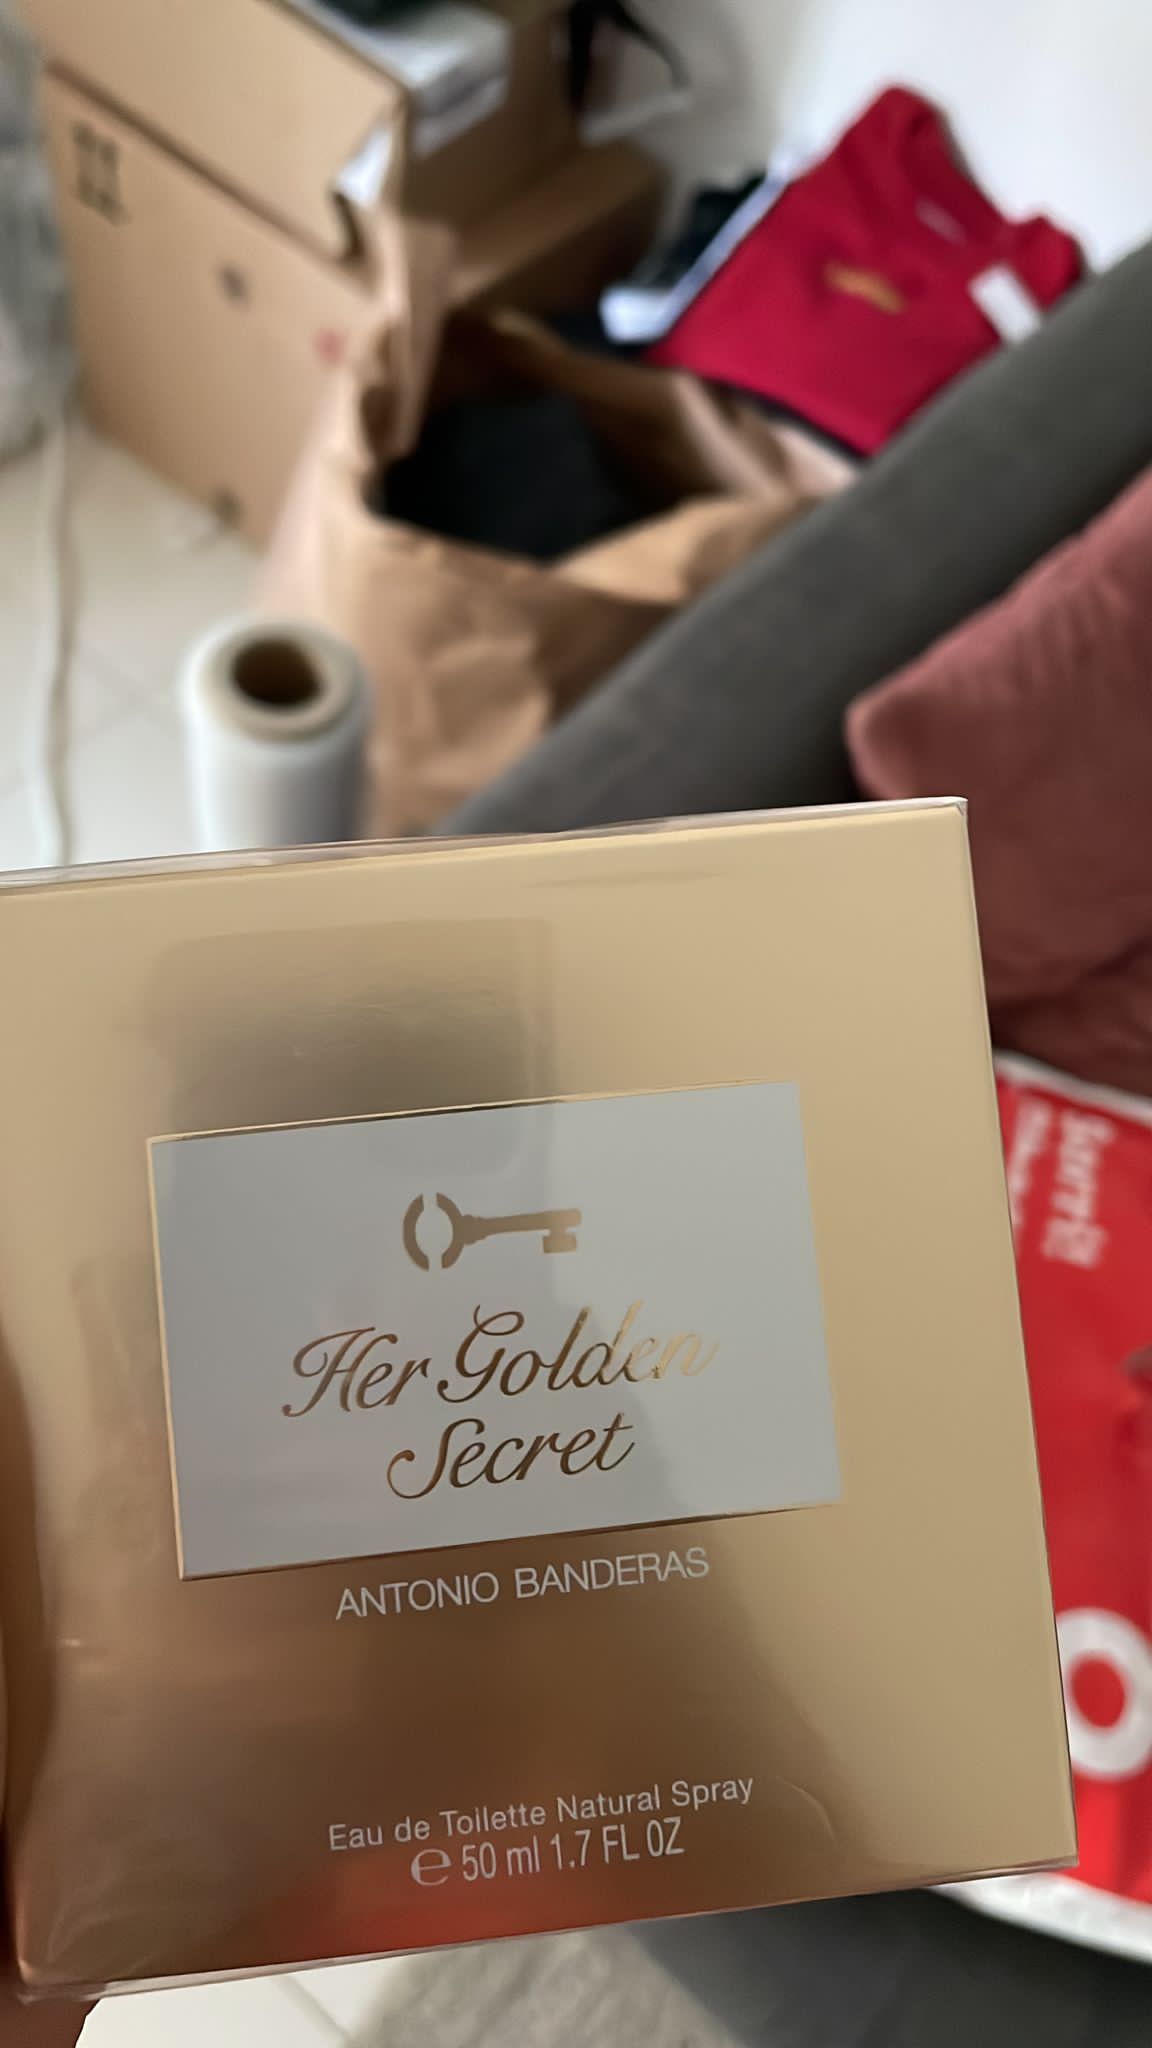 Her Golden
Secret
ANTONIO BANDERAS
Eau de Toilette Natural Spray
℮ 50 ml 1.7 FL OZ